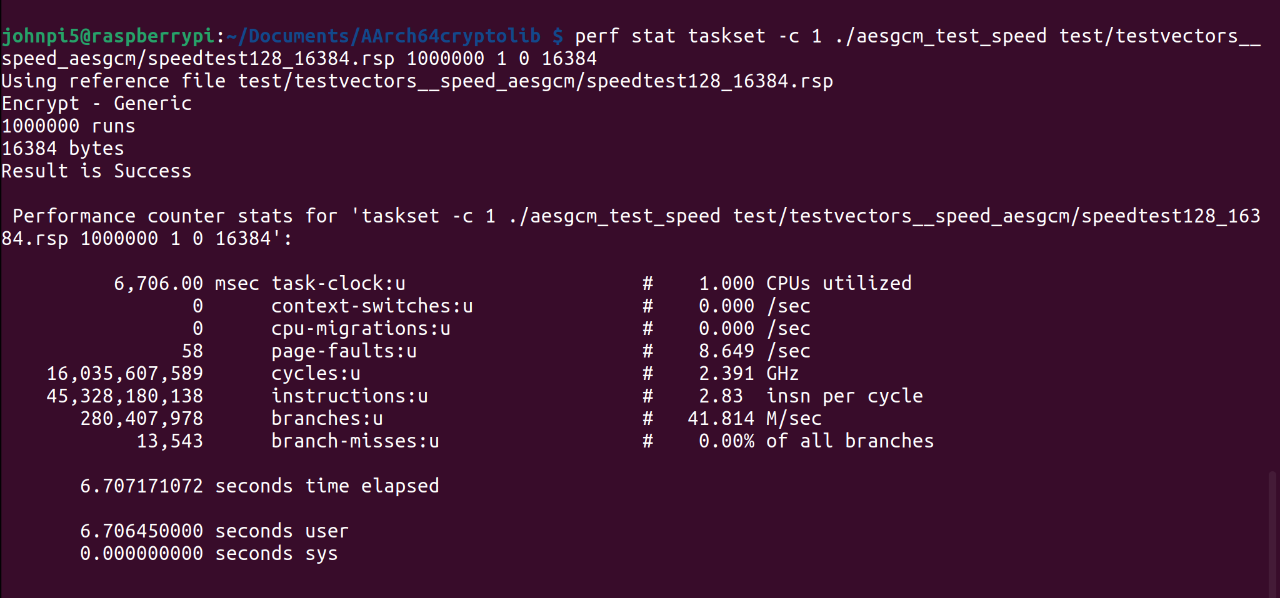 johnpi5@raspberrypi:~/Documents/AArch64cryptolib $ perf stat taskset -c 1 ./aesgcm_test_speed test/testvectors__
speed_aesgcm/speedtest128_16384.rsp 1000000 1 0 16384
Using reference file test/testvectors__speed_aesgcm/speedtest128_16384.rsp
Encrypt - Generic
1000000 runs
16384 bytes
Result is Success
Performance counter stats for 'taskset -c 1 ./aesgcm_test_speed test/testvectors__speed_aesgcm/speedtest128_163
84.rsp 1000000 1 0 16384':
6,706.00 msec task-clock:u # 1.000 CPUs utilized
0 context-switches:u # 0.000 /sec
0 cpu-migrations:u # 0.000 /sec
58 page-faults:u # 8.649 /sec
16,035,607,589 cycles:u # 2.391 GHz
45,328,180,138 instructions:u # 2.83 insn per cycle
280,407,978 branches:u # 41.814 M/sec
13,543 branch-misses:u # 0.00% of all branches
6.707171072 seconds time elapsed
6.706450000 seconds user
0.000000000 seconds sys